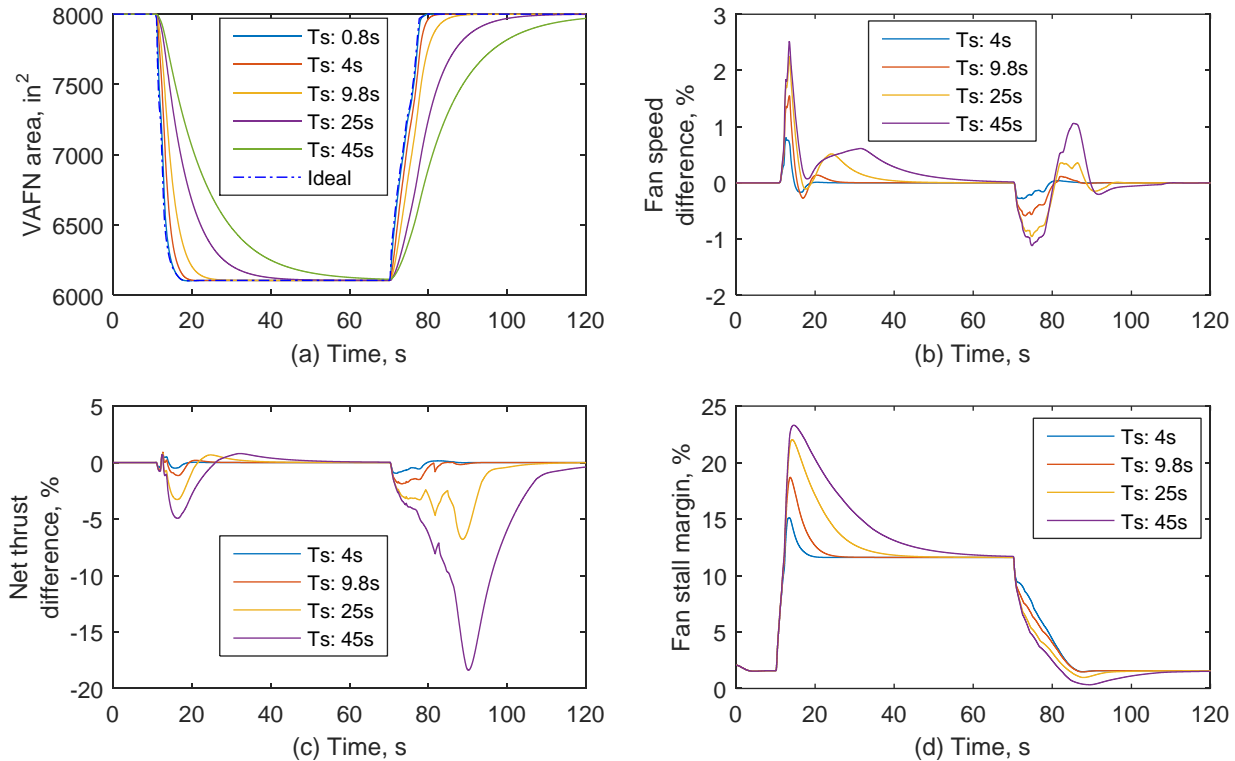 8000
7500
7000
6500
6000
VAFN area, in²
Ts: 0.8s
Ts: 4s
Ts: 9.8s
Ts: 25s
Ts: 45s
Ideal
0 20 40 60 80 100 120
(a) Time, s
3
2
1
0
-1
-2
Fan speed
difference, %
Ts: 4s
Ts: 9.8s
Ts: 25s
Ts: 45s
0 20 40 60 80 100 120
(b) Time, s
5
0
-5
-10
-15
-20
Net thrust
difference, %
Ts: 4s
Ts: 9.8s
Ts: 25s
Ts: 45s
0 20 40 60 80 100 120
(c) Time, s
25
20
15
10
5
0
Fan stall margin, %
Ts: 4s
Ts: 9.8s
Ts: 25s
Ts: 45s
0 20 40 60 80 100 120
(d) Time, s